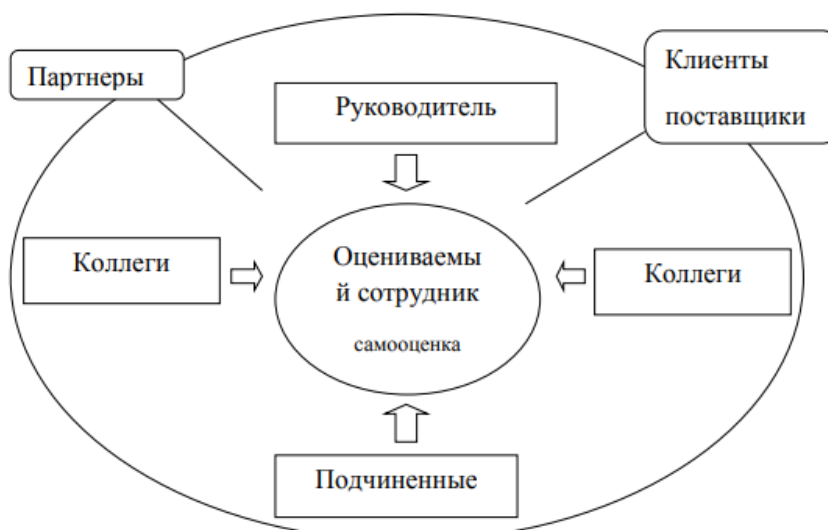 Партнеры
Клиенты
поставщики
Руководитель
Коллеги
Оцениваемы
й сотрудник
самооценка
Коллеги
Подчиненные